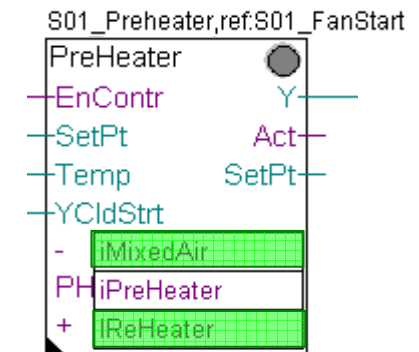 S01_Preheater,ref:S01_FanStart
PreHeater
EnContr Y
SetPt Act
Temp SetPt
YCldStrt
- iMixedAir
PH iPreHeater
+ IReHeater